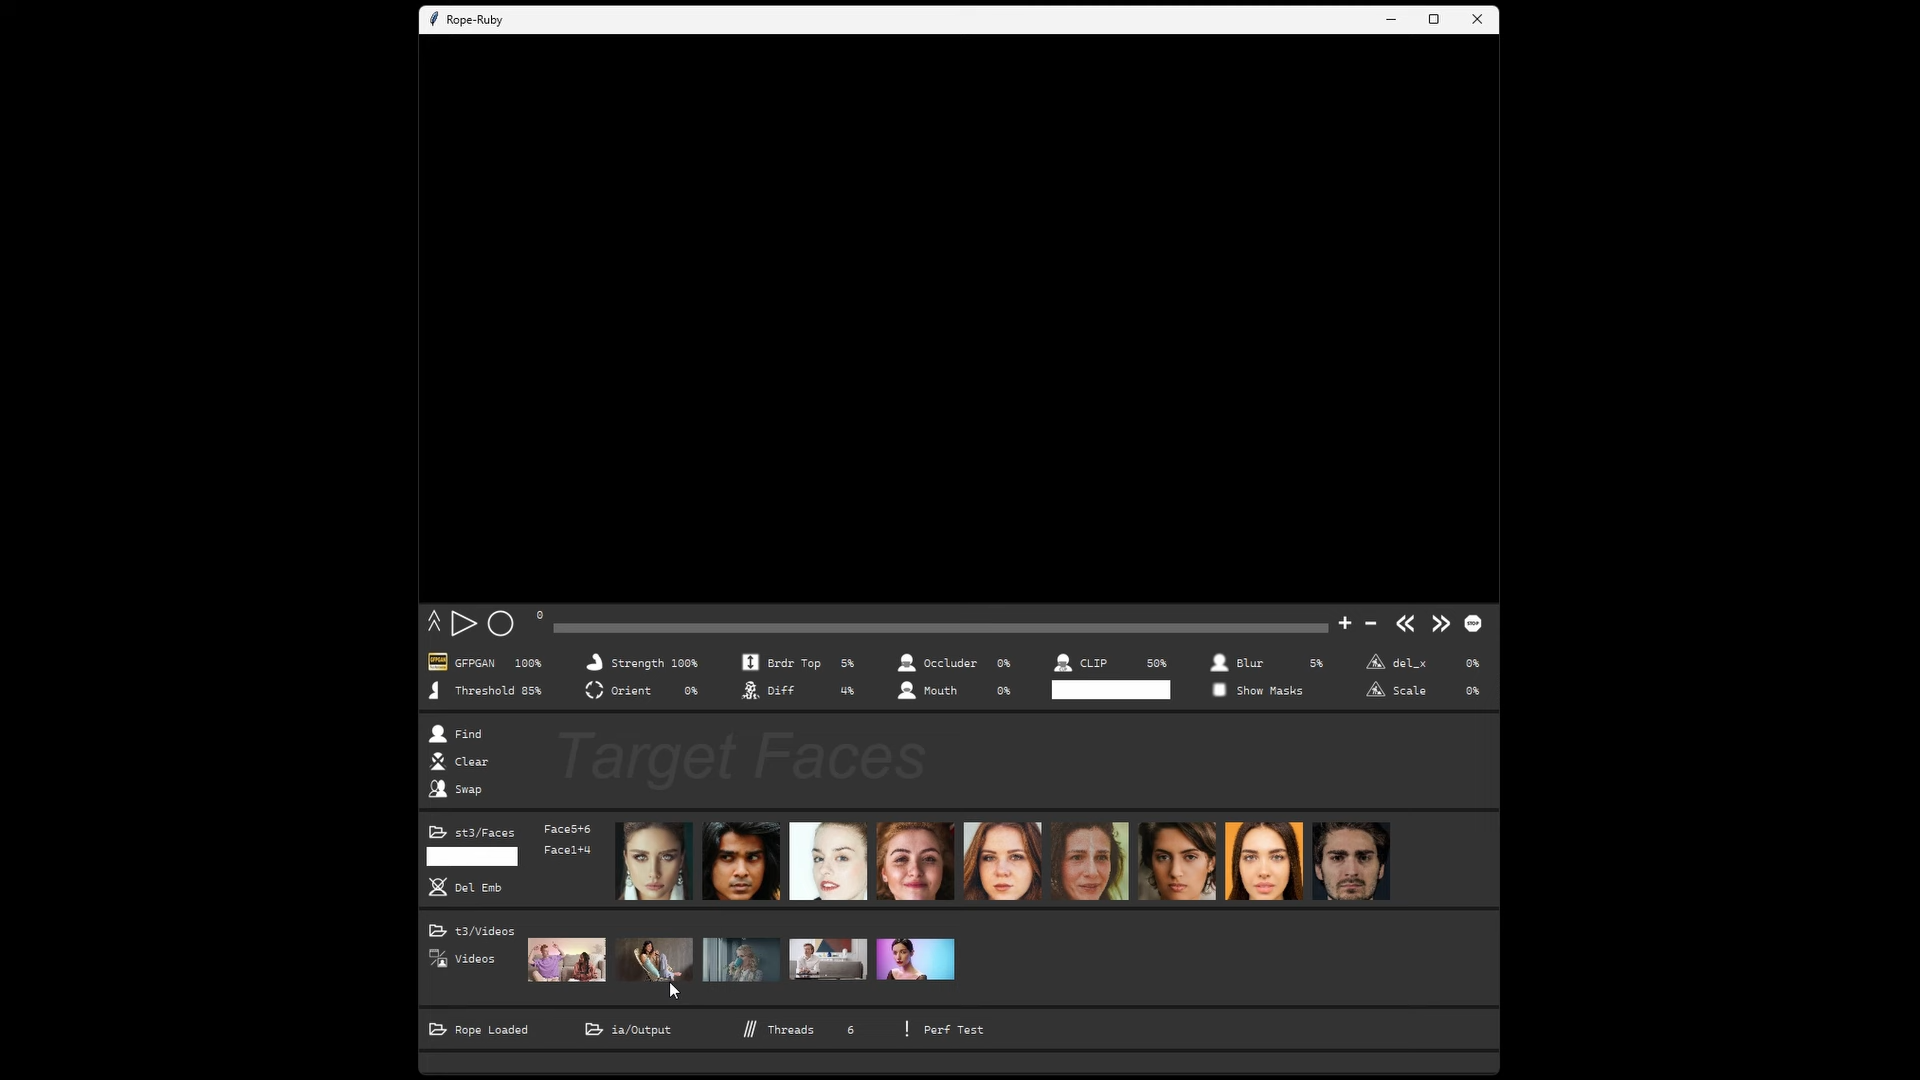 Rope-Ruby
0
STOP
GFPGAN 100% Strength 100% Brdr Top 5% Occluder 0% CLIP 50% Blur 5% del_x 0%
Threshold 85% Orient 0% Diff 4% Mouth 0% Show Masks Scale 0%
Find
Target Faces
Clear
Swap
st3/Faces Face5+6
Face1+4
Del Emb
t3/Videos
Videos
Rope Loaded ia/Output Threads 6 Perf Test